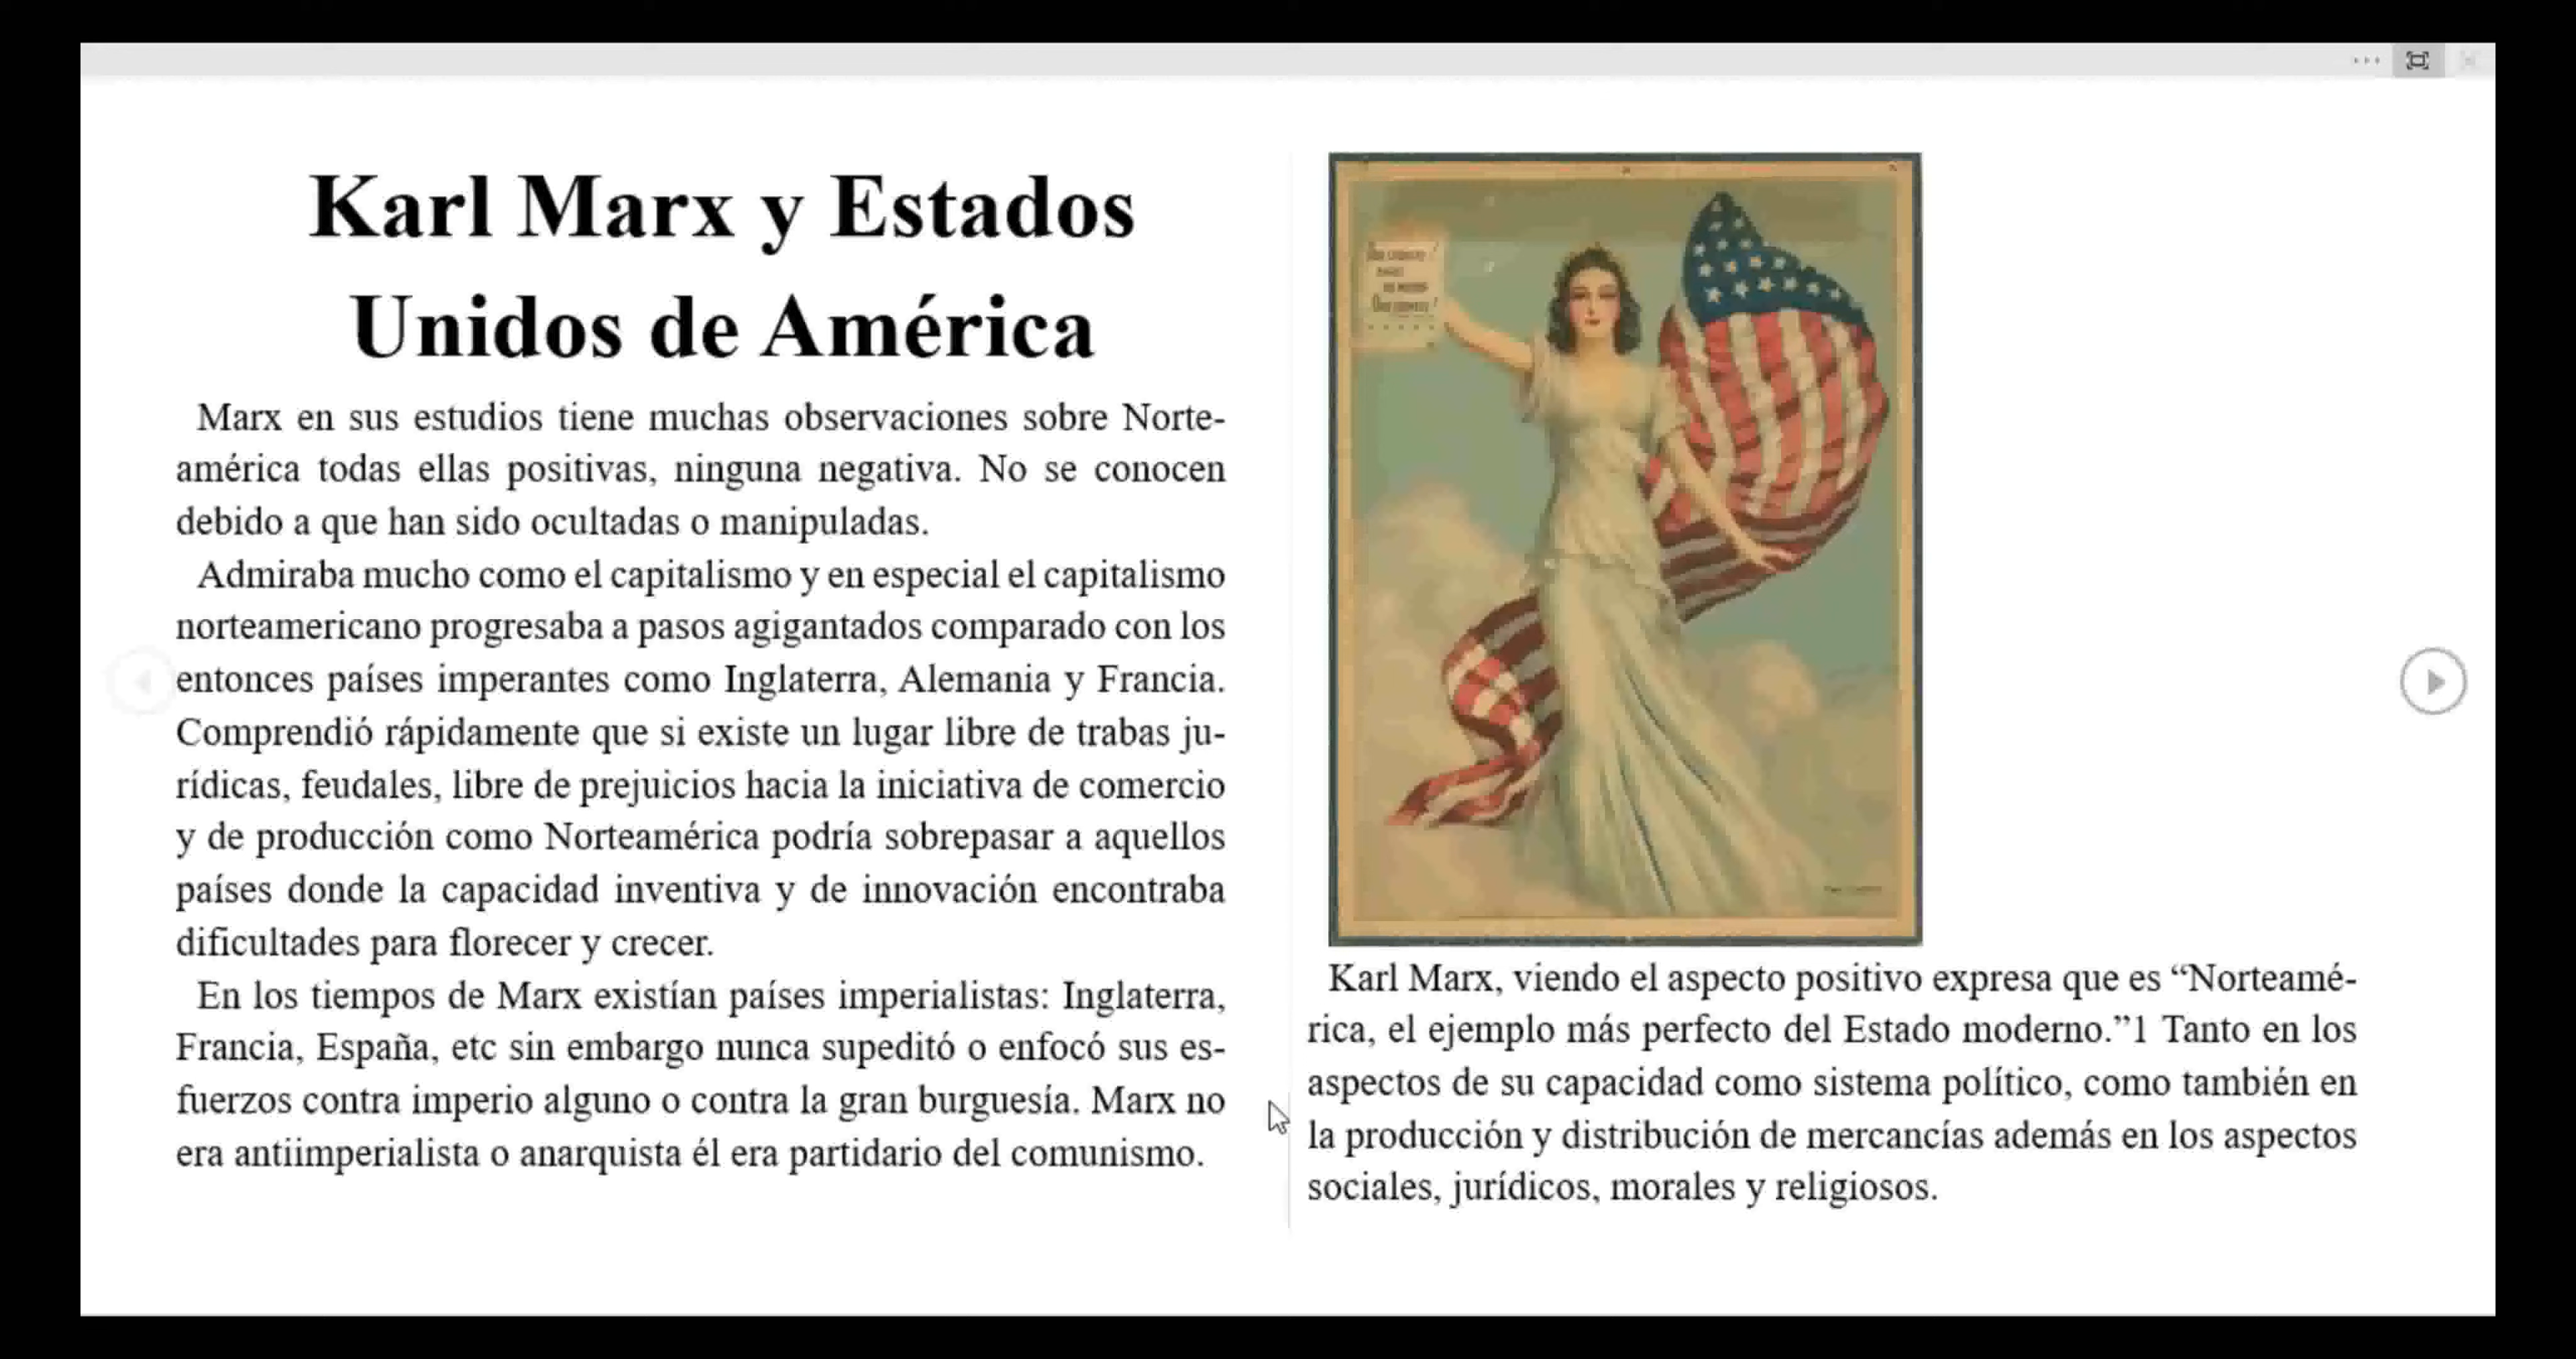 Karl Marx y Estados
Unidos de América
Marx en sus estudios tiene muchas observaciones sobre Norte-
américa todas ellas positivas, ninguna negativa. No se conocen
debido a que han sido ocultadas o manipuladas.
Admiraba mucho como el capitalismo y en especial el capitalismo
norteamericano progresaba a pasos agigantados comparado con los
entonces países imperantes como Inglaterra, Alemania y Francia.
Comprendió rápidamente que si existe un lugar libre de trabas ju-
rídicas, feudales, libre de prejuicios hacia la iniciativa de comercio
y de producción como Norteamérica podría sobrepasar a aquellos
países donde la capacidad inventiva y de innovación encontraba
dificultades para florecer y crecer.
En los tiempos de Marx existían países imperialistas: Inglaterra,
Francia, España, etc sin embargo nunca supeditó o enfocó sus es-
fuerzos contra imperio alguno o contra la gran burguesía. Marx no
era antiimperialista o anarquista él era partidario del comunismo.
Karl Marx, viendo el aspecto positivo expresa que es “Norteamé-
rica, el ejemplo más perfecto del Estado moderno.”1 Tanto en los
aspectos de su capacidad como sistema político, como también en
la producción y distribución de mercancías además en los aspectos
sociales, jurídicos, morales y religiosos.